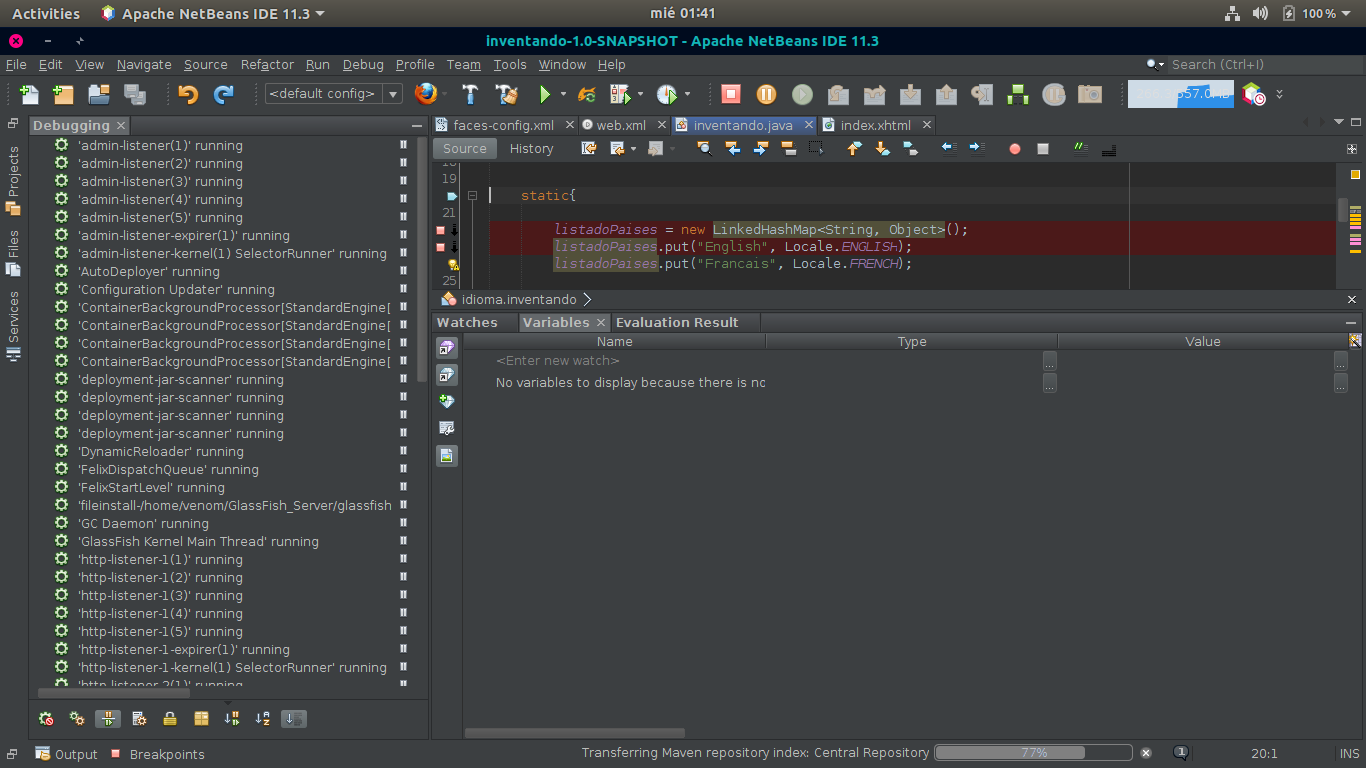 Activities Apache NetBeans IDE 11.3 mié 01:41 100 %
inventando-1.0-SNAPSHOT - Apache NetBeans IDE 11.3
File Edit View Navigate Source Refactor Run Debug Profile Team Tools Window Help Search (Ctrl+I)
<default config>
Projects
Files
Services
Debugging
'admin-listener(1)' running
'admin-listener(2)' running
'admin-listener(3)' running
'admin-listener(4)' running
'admin-listener(5)' running
'admin-listener-expirer(1)' running
'admin-listener-kernel(1) SelectorRunner' running
'AutoDeployer' running
'Configuration Updater' running
'ContainerBackgroundProcessor[StandardEngine[
'ContainerBackgroundProcessor[StandardEngine[
'ContainerBackgroundProcessor[StandardEngine[
'ContainerBackgroundProcessor[StandardEngine[
'deployment-jar-scanner' running
'deployment-jar-scanner' running
'deployment-jar-scanner' running
'deployment-jar-scanner' running
'DynamicReloader' running
'FelixDispatchQueue' running
'FelixStartLevel' running
'fileinstall-/home/venom/GlassFish_Server/glassfish
'GC Daemon' running
'GlassFish Kernel Main Thread' running
'http-listener-1(1)' running
'http-listener-1(2)' running
'http-listener-1(3)' running
'http-listener-1(4)' running
'http-listener-1(5)' running
'http-listener-1-expirer(1)' running
'http-listener-1-kernel(1) SelectorRunner' running
'http-listener-2(1)' running
faces-config.xml web.xml inventando.java index.xhtml
Source History
19
static{
21
listadoPaises = new LinkedHashMap<String, Object>();
listadoPaises.put("English", Locale.ENGLISH);
listadoPaises.put("Francais", Locale.FRENCH);
25
idioma.inventando
Watches Variables Evaluation Result
Name Type Value
<Enter new watch> ... ...
No variables to display because there is no ... ...
Output Breakpoints Transferring Maven repository index: Central Repository 77% 1 20:1 INS